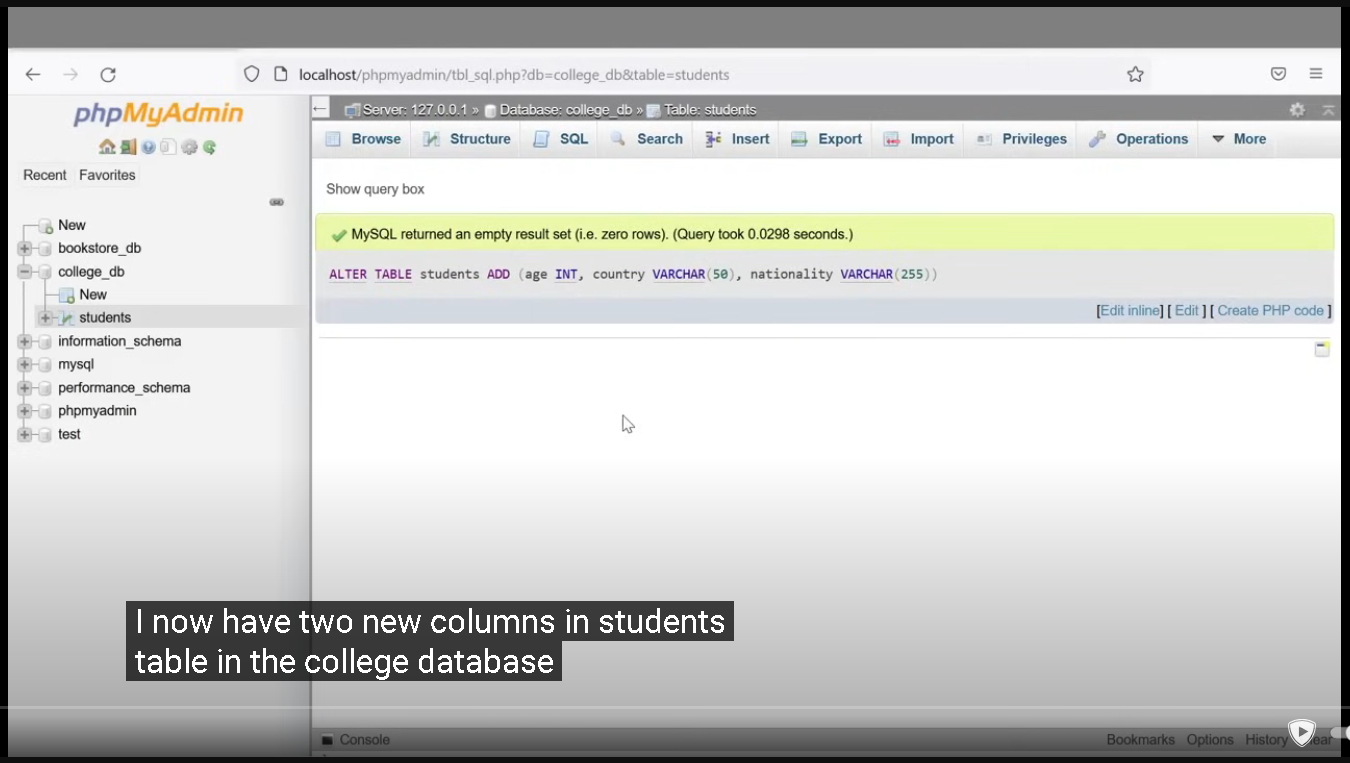 localhost/phpmyadmin/tbl_sql.php?db=college_db&table=students
phpMyAdmin
Server: 127.0.0.1 » Database: college_db » Table: students
Browse Structure SQL Search Insert Export Import Privileges Operations More
Recent Favorites
Show query box
New
bookstore_db
college_db
New
students
information_schema
mysql
performance_schema
phpmyadmin
test
MySQL returned an empty result set (i.e. zero rows). (Query took 0.0298 seconds.)
ALTER TABLE students ADD (age INT, country VARCHAR(50), nationality VARCHAR(255))
[Edit inline] [ Edit ] [ Create PHP code ]
I now have two new columns in students
table in the college database
Console
Bookmarks Options History